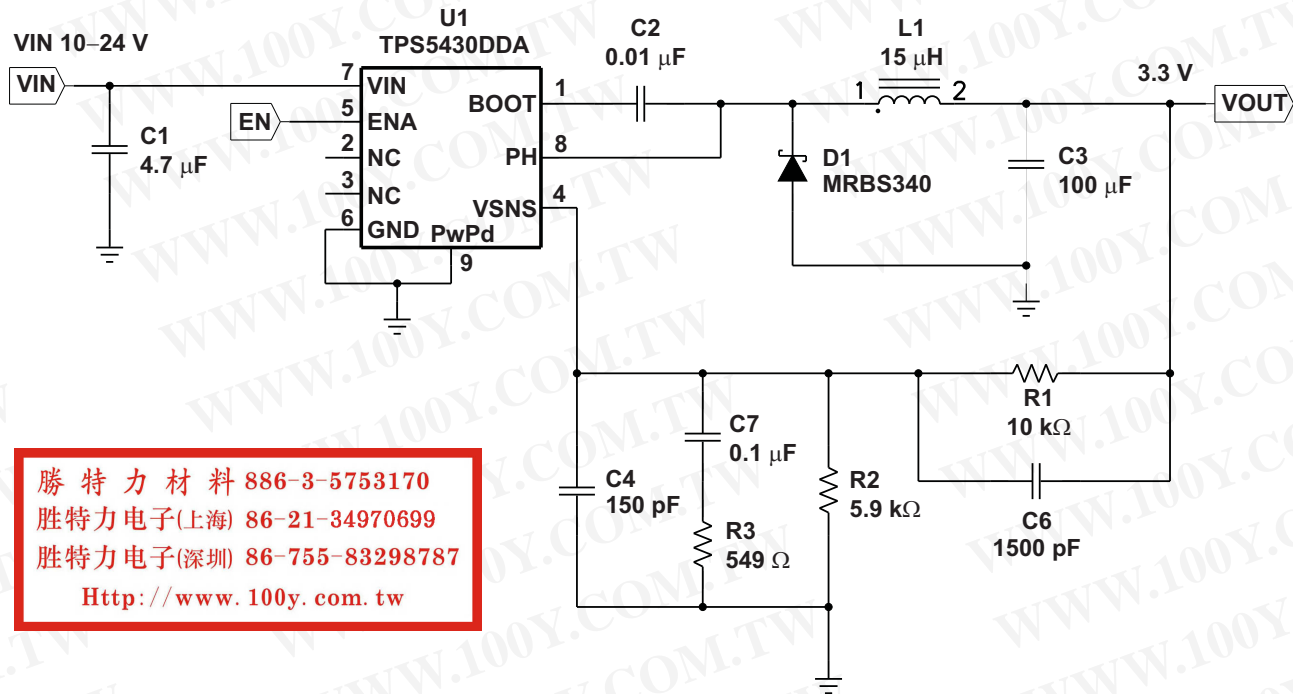 U1
TPS5430DDA
VIN 10–24 V
VIN
C1
4.7 μF
EN
7
5
2
3
6
VIN
ENA
NC
NC
GND
BOOT
PH
VSNS
PwPd
1
8
4
9
C2
0.01 μF
L1
15 μH
1
2
3.3 V
VOUT
D1
MRBS340
C3
100 μF
R1
10 kΩ
C6
1500 pF
C7
0.1 μF
C4
150 pF
R3
549 Ω
R2
5.9 kΩ
勝特力材料 886-3-5753170
胜特力电子(上海) 86-21-34970699
胜特力电子(深圳) 86-755-83298787
Http://www.100y.com.tw
WWW.100Y.COM.TW